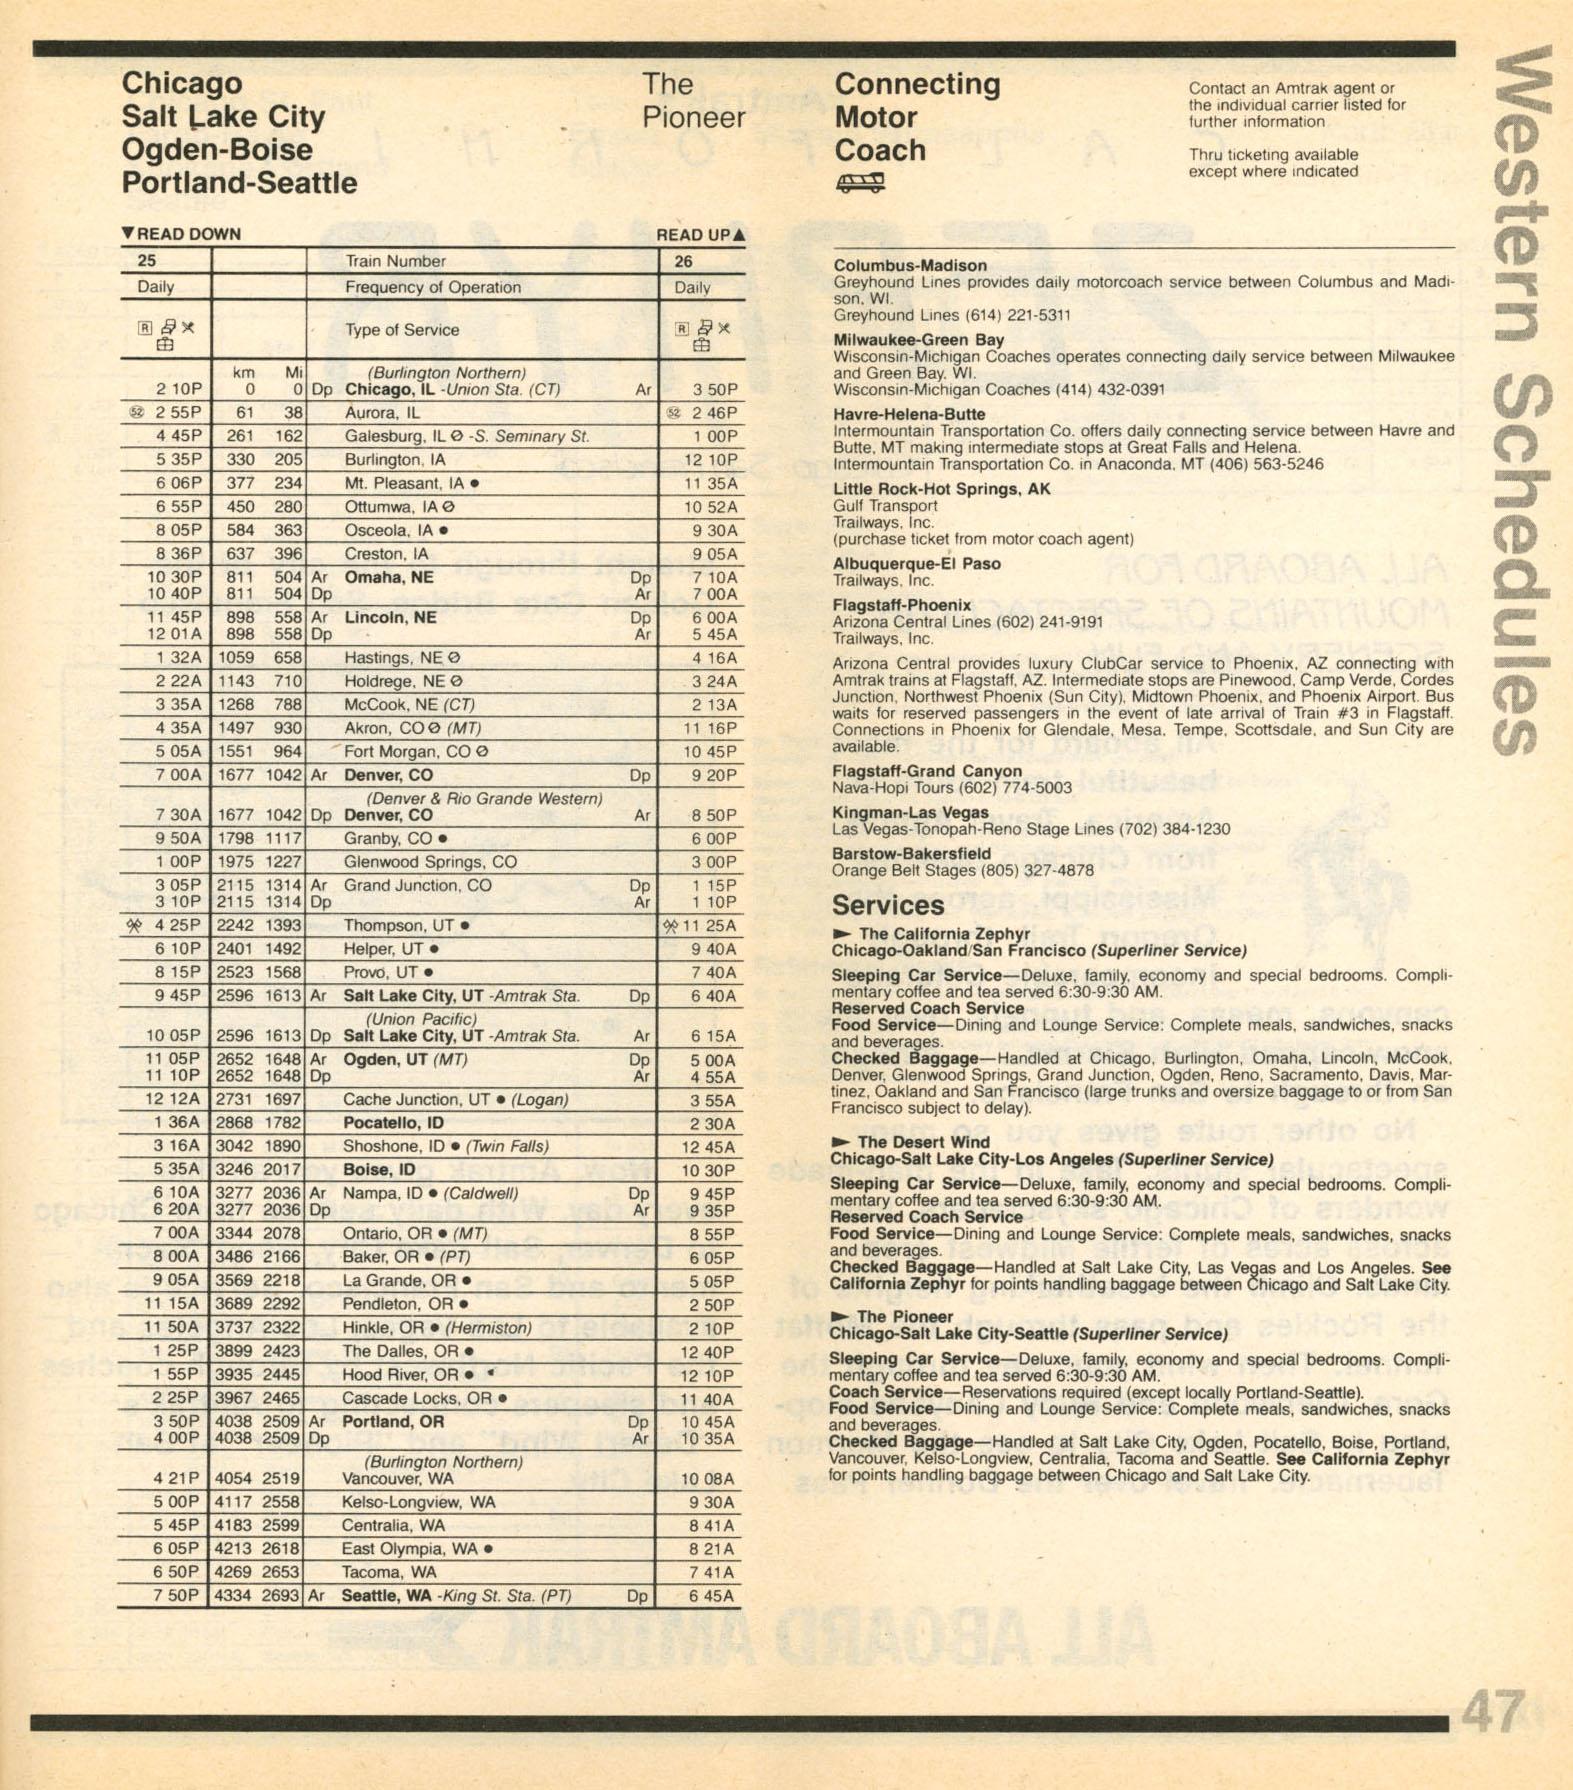 Chicago
Salt Lake City
Ogden-Boise
Portland-Seattle
The
Pioneer
▼READ DOWN READ UP▲
25 Train Number 26
Daily Frequency of Operation Daily
R Type of Service R
km Mi (Burlington Northern)
2 10P 0 0 Dp Chicago, IL -Union Sta. (CT) Ar 3 50P
52 2 55P 61 38 Aurora, IL 52 2 46P
4 45P 261 162 Galesburg, IL ⊘ -S. Seminary St. 1 00P
5 35P 330 205 Burlington, IA 12 10P
6 06P 377 234 Mt. Pleasant, IA ● 11 35A
6 55P 450 280 Ottumwa, IA ⊘ 10 52A
8 05P 584 363 Osceola, IA ● 9 30A
8 36P 637 396 Creston, IA 9 05A
10 30P 811 504 Ar Omaha, NE Dp 7 10A
10 40P 811 504 Dp Ar 7 00A
11 45P 898 558 Ar Lincoln, NE Dp 6 00A
12 01A 898 558 Dp Ar 5 45A
1 32A 1059 658 Hastings, NE ⊘ 4 16A
2 22A 1143 710 Holdrege, NE ⊘ 3 24A
3 35A 1268 788 McCook, NE (CT) 2 13A
4 35A 1497 930 Akron, CO ⊘ (MT) 11 16P
5 05A 1551 964 Fort Morgan, CO ⊘ 10 45P
7 00A 1677 1042 Ar Denver, CO Dp 9 20P
(Denver & Rio Grande Western)
7 30A 1677 1042 Dp Denver, CO Ar 8 50P
9 50A 1798 1117 Granby, CO ● 6 00P
1 00P 1975 1227 Glenwood Springs, CO 3 00P
3 05P 2115 1314 Ar Grand Junction, CO Dp 1 15P
3 10P 2115 1314 Dp Ar 1 10P
4 25P 2242 1393 Thompson, UT ● 11 25A
6 10P 2401 1492 Helper, UT ● 9 40A
8 15P 2523 1568 Provo, UT ● 7 40A
9 45P 2596 1613 Ar Salt Lake City, UT -Amtrak Sta. Dp 6 40A
(Union Pacific)
10 05P 2596 1613 Dp Salt Lake City, UT -Amtrak Sta. Ar 6 15A
11 05P 2652 1648 Ar Ogden, UT (MT) Dp 5 00A
11 10P 2652 1648 Dp Ar 4 55A
12 12A 2731 1697 Cache Junction, UT ● (Logan) 3 55A
1 36A 2868 1782 Pocatello, ID 2 30A
3 16A 3042 1890 Shoshone, ID ● (Twin Falls) 12 45A
5 35A 3246 2017 Boise, ID 10 30P
6 10A 3277 2036 Ar Nampa, ID ● (Caldwell) Dp 9 45P
6 20A 3277 2036 Dp Ar 9 35P
7 00A 3344 2078 Ontario, OR ● (MT) 8 55P
8 00A 3486 2166 Baker, OR ● (PT) 6 05P
9 05A 3569 2218 La Grande, OR ● 5 05P
11 15A 3689 2292 Pendleton, OR ● 2 50P
11 50A 3737 2322 Hinkle, OR ● (Hermiston) 2 10P
1 25P 3899 2423 The Dalles, OR ● 12 40P
1 55P 3935 2445 Hood River, OR ● 12 10P
2 25P 3967 2465 Cascade Locks, OR ● 11 40A
3 50P 4038 2509 Ar Portland, OR Dp 10 45A
4 00P 4038 2509 Dp Ar 10 35A
(Burlington Northern)
4 21P 4054 2519 Vancouver, WA 10 08A
5 00P 4117 2558 Kelso-Longview, WA 9 30A
5 45P 4183 2599 Centralia, WA 8 41A
6 05P 4213 2618 East Olympia, WA ● 8 21A
6 50P 4269 2653 Tacoma, WA 7 41A
7 50P 4334 2693 Ar Seattle, WA -King St. Sta. (PT) Dp 6 45A
Connecting
Motor
Coach
Contact an Amtrak agent or
the individual carrier listed for
further information
Thru ticketing available
except where indicated
Columbus-Madison
Greyhound Lines provides daily motorcoach service between Columbus and Madi-
son, WI.
Greyhound Lines (614) 221-5311
Milwaukee-Green Bay
Wisconsin-Michigan Coaches operates connecting daily service between Milwaukee
and Green Bay, WI.
Wisconsin-Michigan Coaches (414) 432-0391
Havre-Helena-Butte
Intermountain Transportation Co. offers daily connecting service between Havre and
Butte, MT making intermediate stops at Great Falls and Helena.
Intermountain Transportation Co. in Anaconda, MT (406) 563-5246
Little Rock-Hot Springs, AK
Gulf Transport
Trailways, Inc.
(purchase ticket from motor coach agent)
Albuquerque-El Paso
Trailways, Inc.
Flagstaff-Phoenix
Arizona Central Lines (602) 241-9191
Trailways, Inc.
Arizona Central provides luxury ClubCar service to Phoenix, AZ connecting with
Amtrak trains at Flagstaff, AZ. Intermediate stops are Pinewood, Camp Verde, Cordes
Junction, Northwest Phoenix (Sun City), Midtown Phoenix, and Phoenix Airport. Bus
waits for reserved passengers in the event of late arrival of Train #3 in Flagstaff.
Connections in Phoenix for Glendale, Mesa, Tempe, Scottsdale, and Sun City are
available.
Flagstaff-Grand Canyon
Nava-Hopi Tours (602) 774-5003
Kingman-Las Vegas
Las Vegas-Tonopah-Reno Stage Lines (702) 384-1230
Barstow-Bakersfield
Orange Belt Stages (805) 327-4878
Services
► The California Zephyr
Chicago-Oakland/San Francisco (Superliner Service)
Sleeping Car Service—Deluxe, family, economy and special bedrooms. Compli-
mentary coffee and tea served 6:30-9:30 AM.
Reserved Coach Service
Food Service—Dining and Lounge Service: Complete meals, sandwiches, snacks
and beverages.
Checked Baggage—Handled at Chicago, Burlington, Omaha, Lincoln, McCook,
Denver, Glenwood Springs, Grand Junction, Ogden, Reno, Sacramento, Davis, Mar-
tinez, Oakland and San Francisco (large trunks and oversize baggage to or from San
Francisco subject to delay).
► The Desert Wind
Chicago-Salt Lake City-Los Angeles (Superliner Service)
Sleeping Car Service—Deluxe, family, economy and special bedrooms. Compli-
mentary coffee and tea served 6:30-9:30 AM.
Reserved Coach Service
Food Service—Dining and Lounge Service: Complete meals, sandwiches, snacks
and beverages.
Checked Baggage—Handled at Salt Lake City, Las Vegas and Los Angeles. See
California Zephyr for points handling baggage between Chicago and Salt Lake City.
► The Pioneer
Chicago-Salt Lake City-Seattle (Superliner Service)
Sleeping Car Service—Deluxe, family, economy and special bedrooms. Compli-
mentary coffee and tea served 6:30-9:30 AM.
Coach Service—Reservations required (except locally Portland-Seattle).
Food Service—Dining and Lounge Service: Complete meals, sandwiches, snacks
and beverages.
Checked Baggage—Handled at Salt Lake City, Ogden, Pocatello, Boise, Portland,
Vancouver, Kelso-Longview, Centralia, Tacoma and Seattle. See California Zephyr
for points handling baggage between Chicago and Salt Lake City.
Western Schedules
47